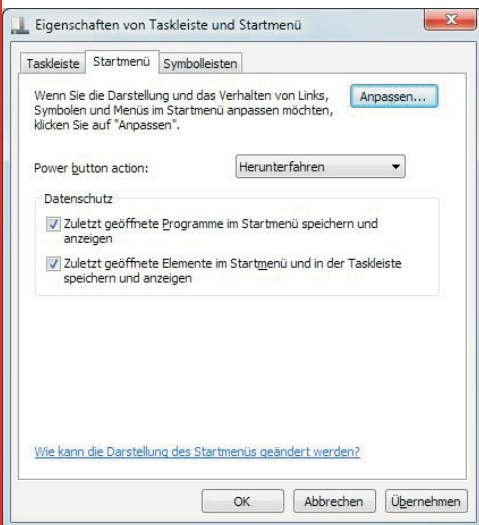 Eigenschaften von Taskleiste und Startmenü
Taskleiste Startmenü Symbolleisten
Wenn Sie die Darstellung und das Verhalten von Links,
Symbolen und Menüs im Startmenü anpassen möchten,
klicken Sie auf "Anpassen".
Anpassen...
Power button action: Herunterfahren
Datenschutz
Zuletzt geöffnete Programme im Startmenü speichern und
anzeigen
Zuletzt geöffnete Elemente im Startmenü und in der Taskleiste
speichern und anzeigen
Wie kann die Darstellung des Startmenüs geändert werden?
OK Abbrechen Übernehmen